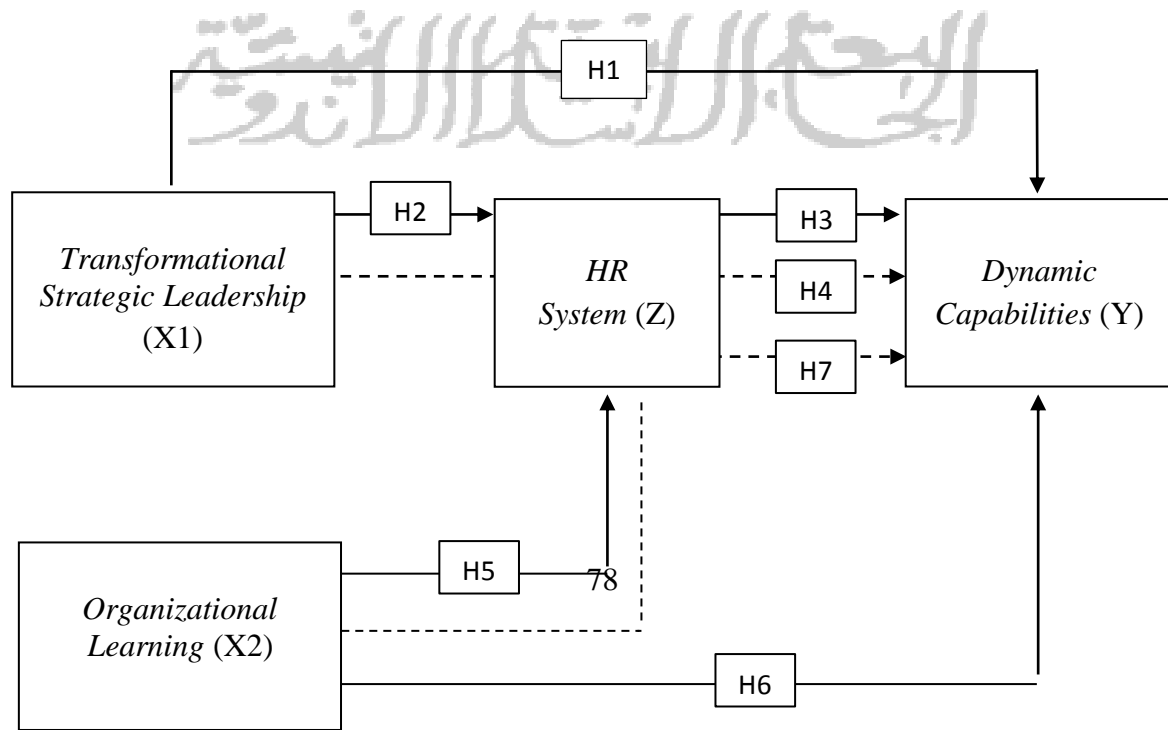 H1
H2
H3
Transformational
Strategic Leadership
(X1)
HR
System (Z)
H4
Dynamic
Capabilities (Y)
H7
H5
78
Organizational
Learning (X2)
H6